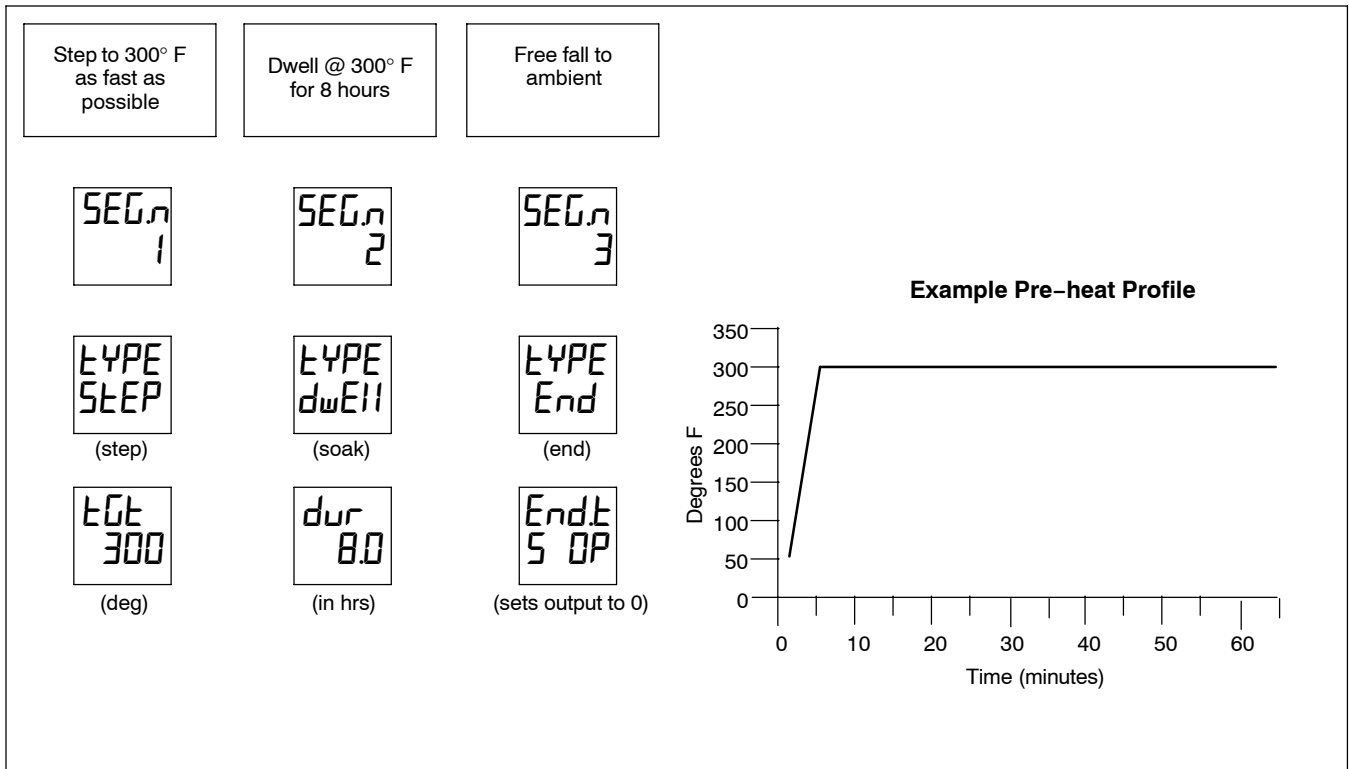 Step to 300° F
as fast as
possible
Dwell @ 300° F
for 8 hours
Free fall to
ambient
SEG.n
1
SEG.n
2
SEG.n
3
tYPE
StEP
(step)
tYPE
dwEll
(soak)
tYPE
End
(end)
tGt
300
(deg)
dur
8.0
(in hrs)
End.t
S OP
(sets output to 0)
Example Pre–heat Profile
350
300
250
200
150
100
50
0
Degrees F
0 10 20 30 40 50 60
Time (minutes)